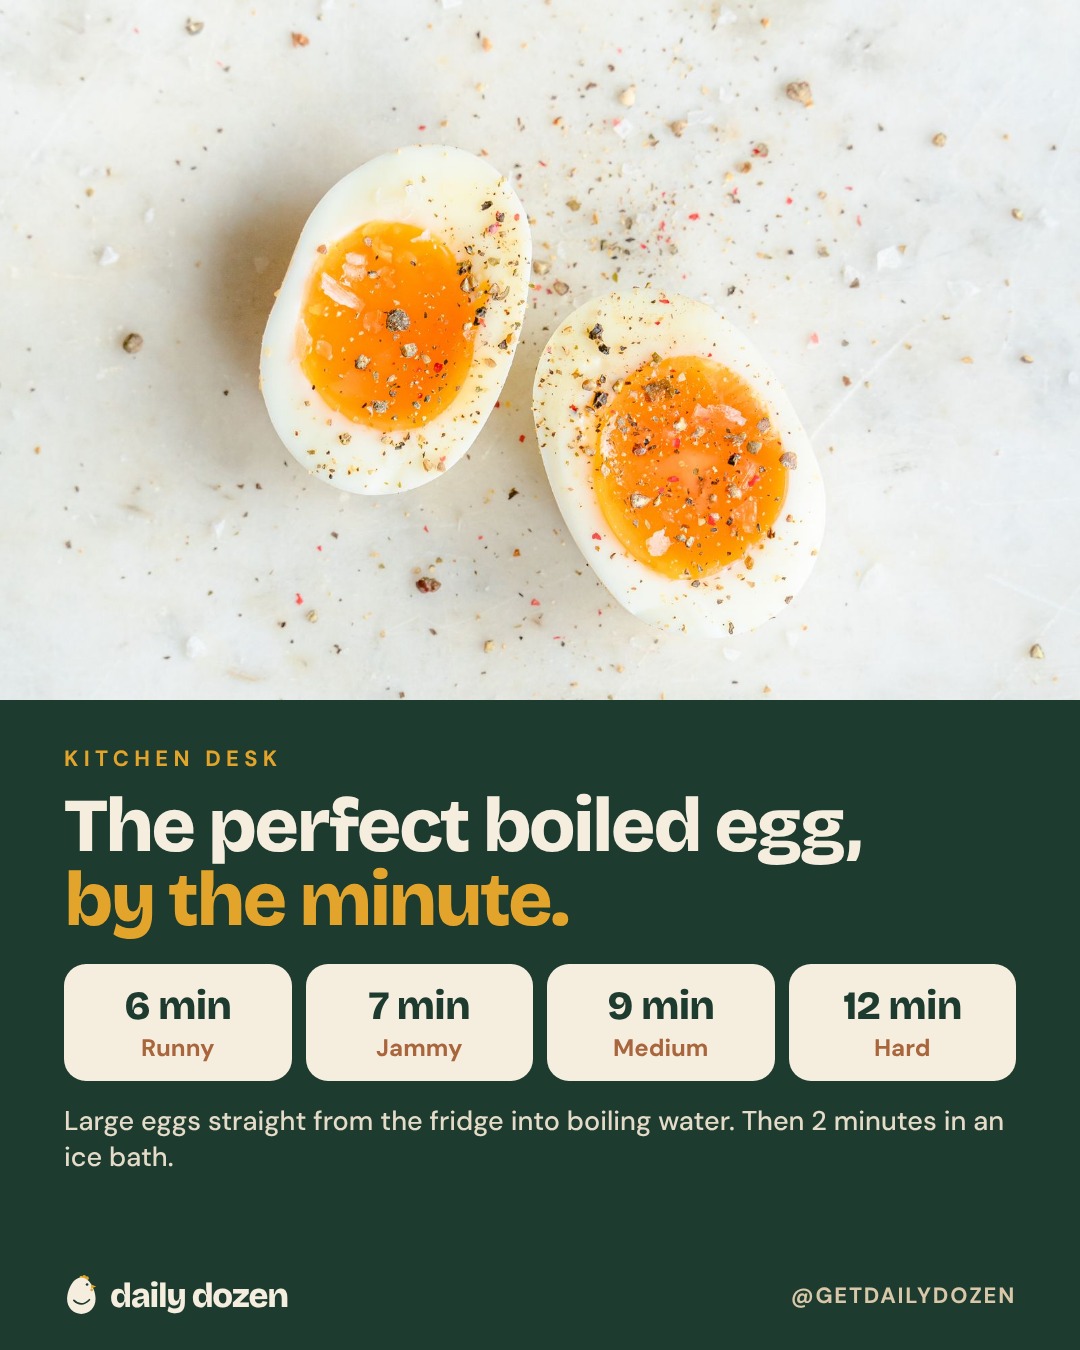 KITCHEN DESK
The perfect boiled egg,
by the minute.
6 min
Runny
7 min
Jammy
9 min
Medium
12 min
Hard
Large eggs straight from the fridge into boiling water. Then 2 minutes in an
ice bath.
daily dozen
@GETDAILYDOZEN